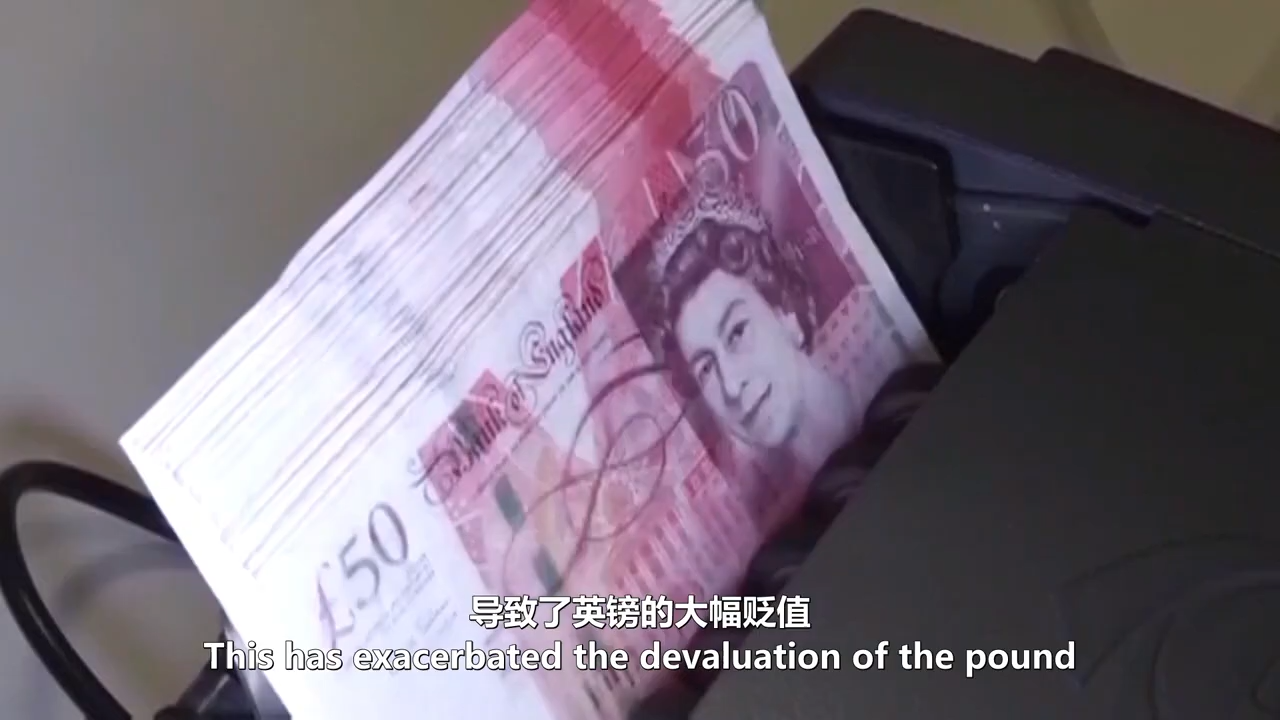 £50
Bank of England
£50
导致了英镑的大幅贬值
This has exacerbated the devaluation of the pound